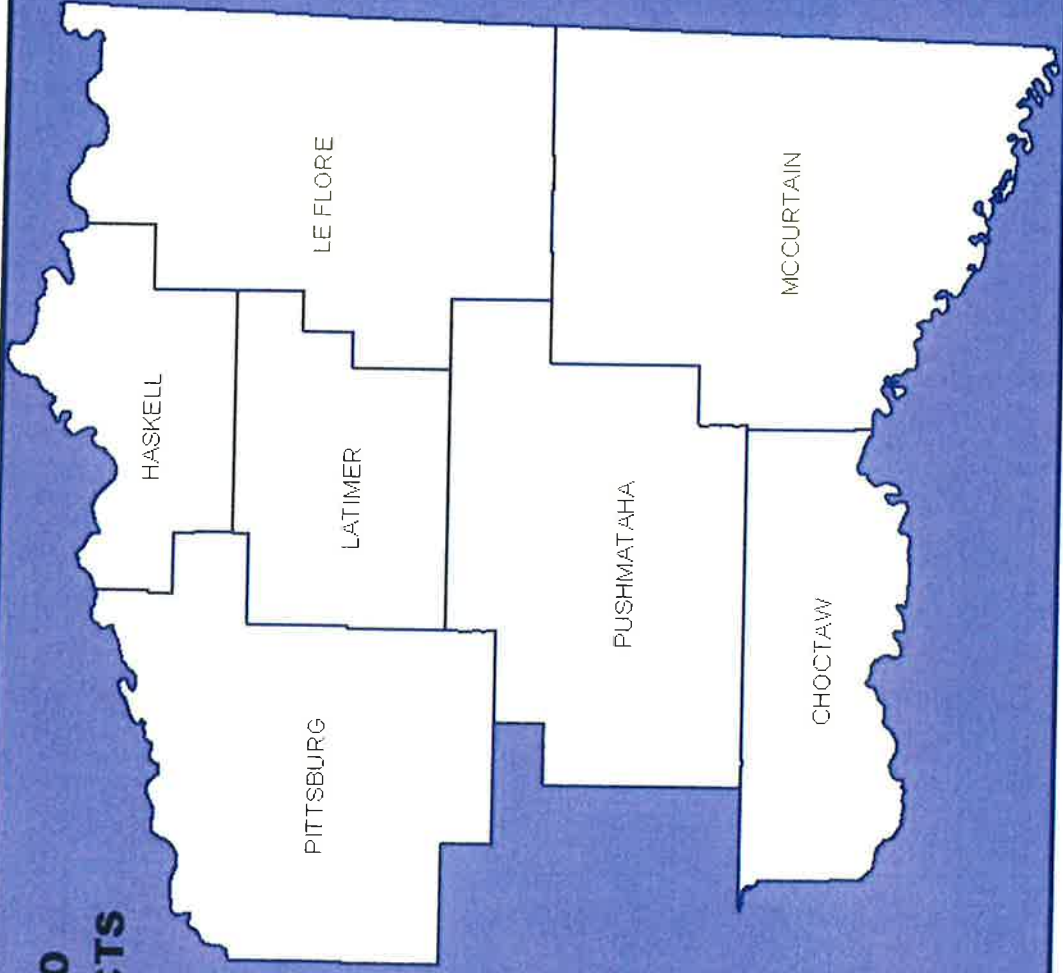 HASKELL
LE FLORE
LATIMER
PITTSBURG
PUSHMATAHA
MCCURTAIN
CHOCTAW